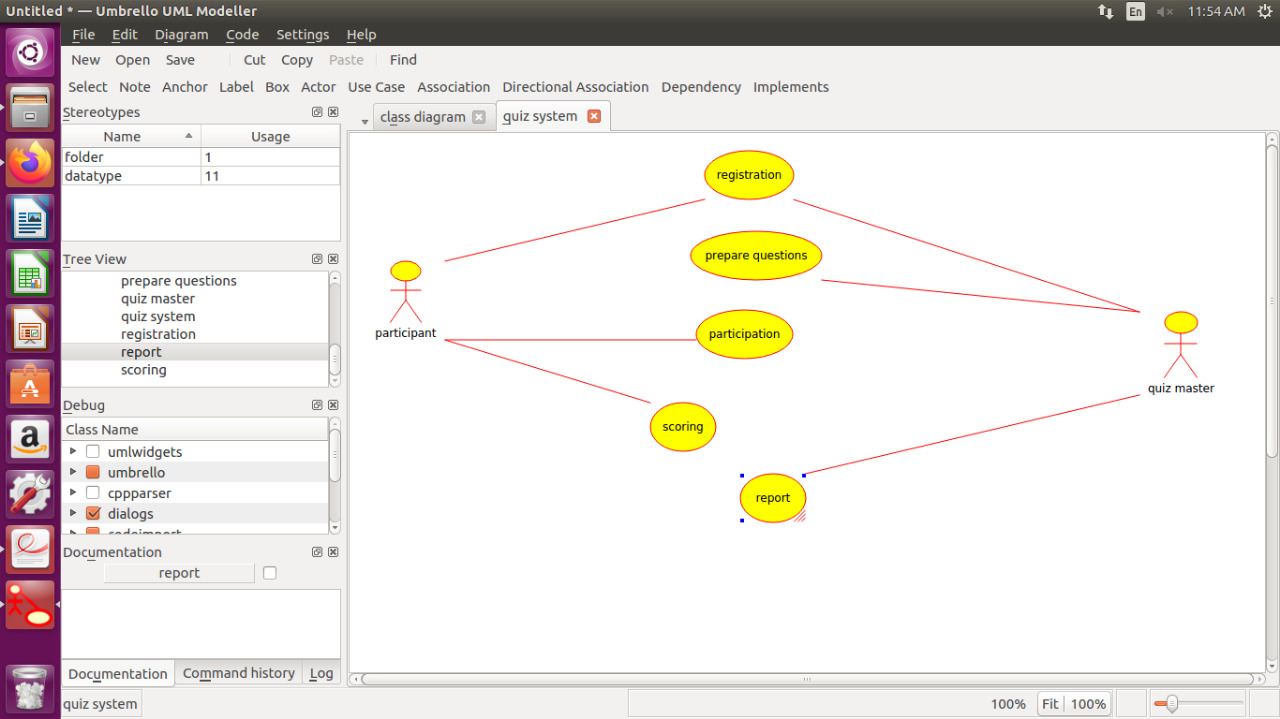 Untitled * — Umbrello UML Modeller
En
11:54 AM
File Edit Diagram Code Settings Help
New Open Save Cut Copy Paste Find
Select Note Anchor Label Box Actor Use Case Association Directional Association Dependency Implements
Stereotypes
Name Usage
folder 1
datatype 11
Tree View
prepare questions
quiz master
quiz system
registration
report
scoring
Debug
Class Name
umlwidgets
umbrello
cppparser
dialogs
codeimport
Documentation
report
Documentation Command history Log
quiz system
class diagram
quiz system
registration
prepare questions
participant
participation
quiz master
scoring
report
100% Fit 100%